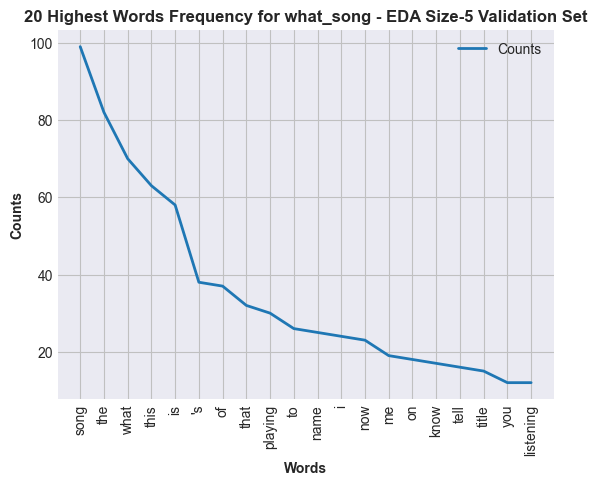 20 Highest Words Frequency for what_song - EDA Size-5 Validation Set
Counts
100
80
60
40
20
Counts
song
the
what
this
is
's
of
that
playing
to
name
i
now
me
on
know
tell
title
you
listening
Words